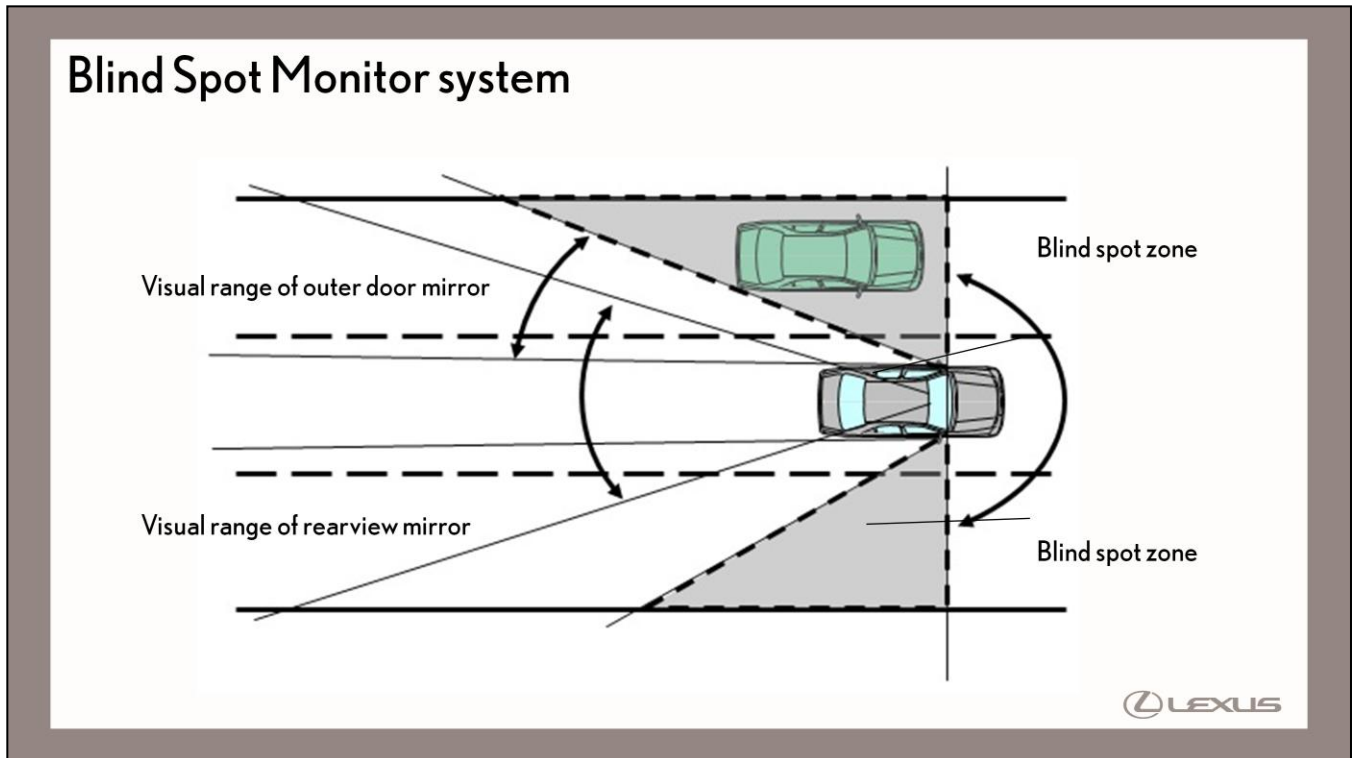 Blind Spot Monitor system
Blind spot zone
Visual range of outer door mirror
Visual range of rearview mirror
Blind spot zone
LEXUS